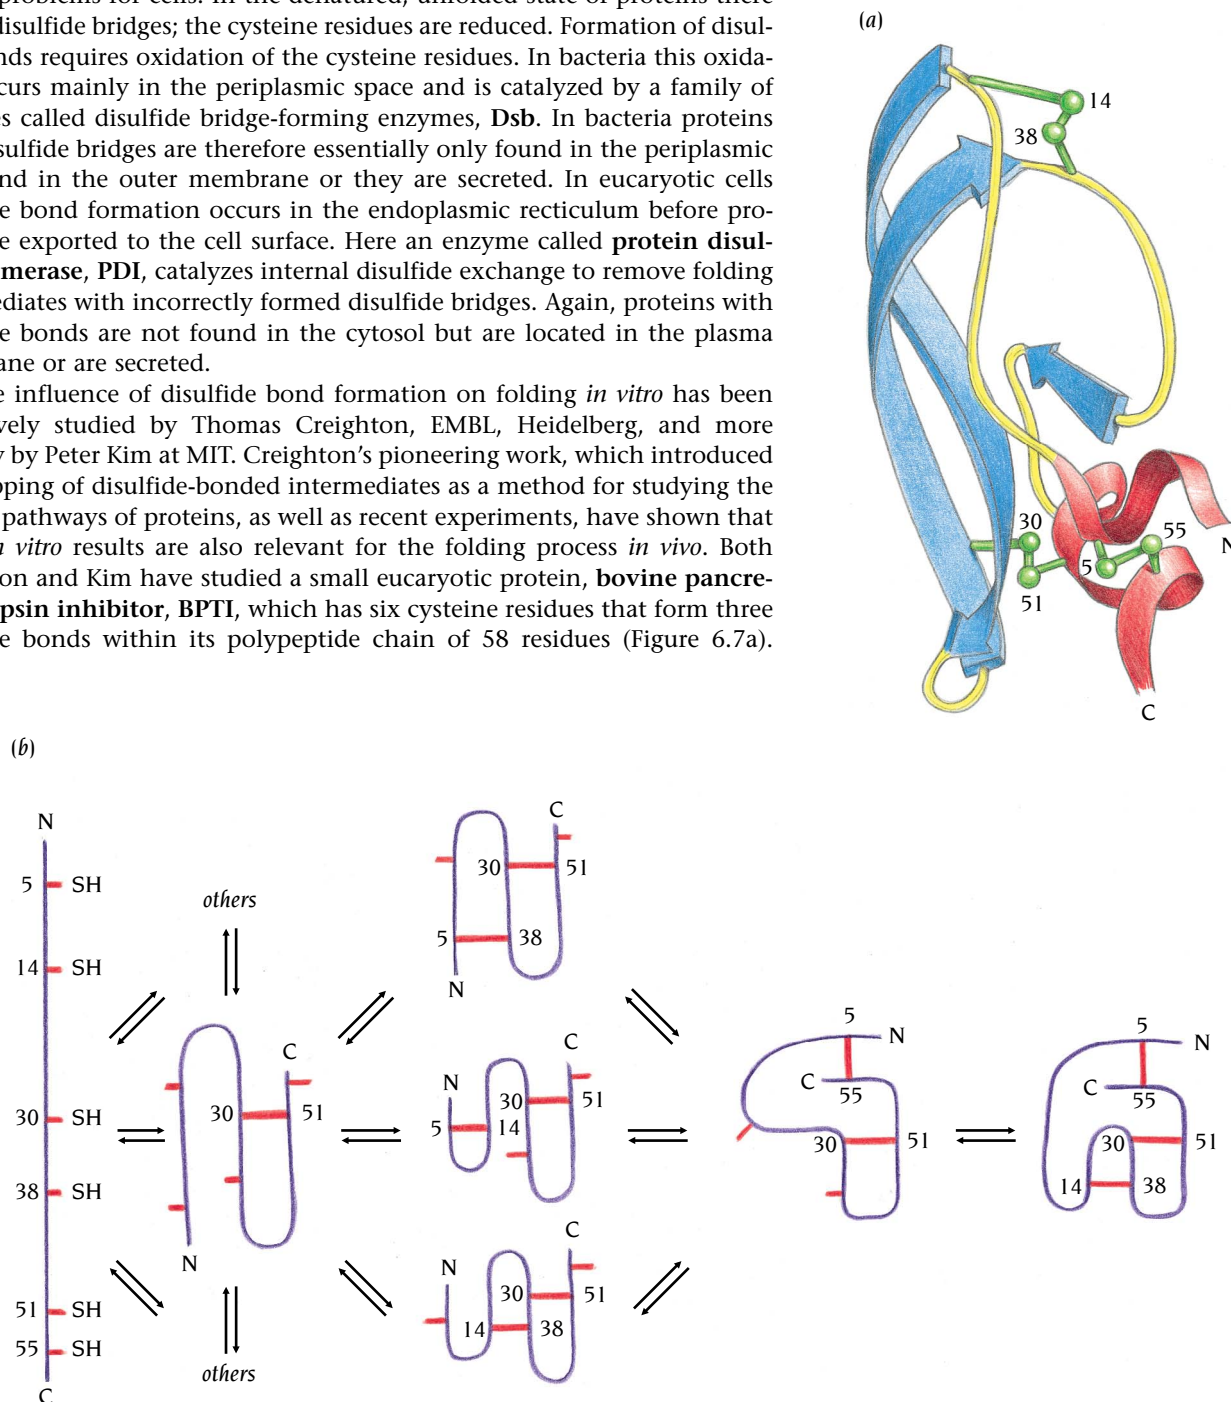 problems for cells. In the denatured, unfolded state of proteins there
disulfide bridges; the cysteine residues are reduced. Formation of disul-
nds requires oxidation of the cysteine residues. In bacteria this oxida-
curs mainly in the periplasmic space and is catalyzed by a family of
es called disulfide bridge-forming enzymes, Dsb. In bacteria proteins
sulfide bridges are therefore essentially only found in the periplasmic
nd in the outer membrane or they are secreted. In eucaryotic cells
e bond formation occurs in the endoplasmic recticulum before pro-
e exported to the cell surface. Here an enzyme called protein disul-
merase, PDI, catalyzes internal disulfide exchange to remove folding
ediates with incorrectly formed disulfide bridges. Again, proteins with
e bonds are not found in the cytosol but are located in the plasma
ane or are secreted.
e influence of disulfide bond formation on folding in vitro has been
vely studied by Thomas Creighton, EMBL, Heidelberg, and more
y by Peter Kim at MIT. Creighton's pioneering work, which introduced
pping of disulfide-bonded intermediates as a method for studying the
pathways of proteins, as well as recent experiments, have shown that
n vitro results are also relevant for the folding process in vivo. Both
on and Kim have studied a small eucaryotic protein, bovine pancre-
psin inhibitor, BPTI, which has six cysteine residues that form three
e bonds within its polypeptide chain of 58 residues (Figure 6.7a).
(a)
14
38
30
55
N
5
51
C
(b)
N
5 SH
14 SH
30 SH
38 SH
51 SH
55 SH
C
others
C
30 51
N
others
C
30 51
5 38
N
C
N
30 51
5 14
C
N
30 51
14 38
5
N
C
55
30 51
5
N
C
55
30 51
14 38